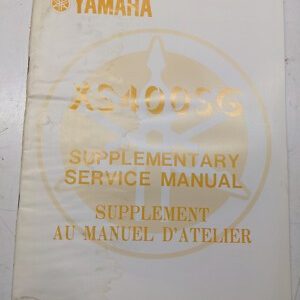 YAMAHA
XS400SG
SUPPLEMENTARY
SERVICE MANUAL
SUPPLEMENT
AU MANUEL D'ATELIER